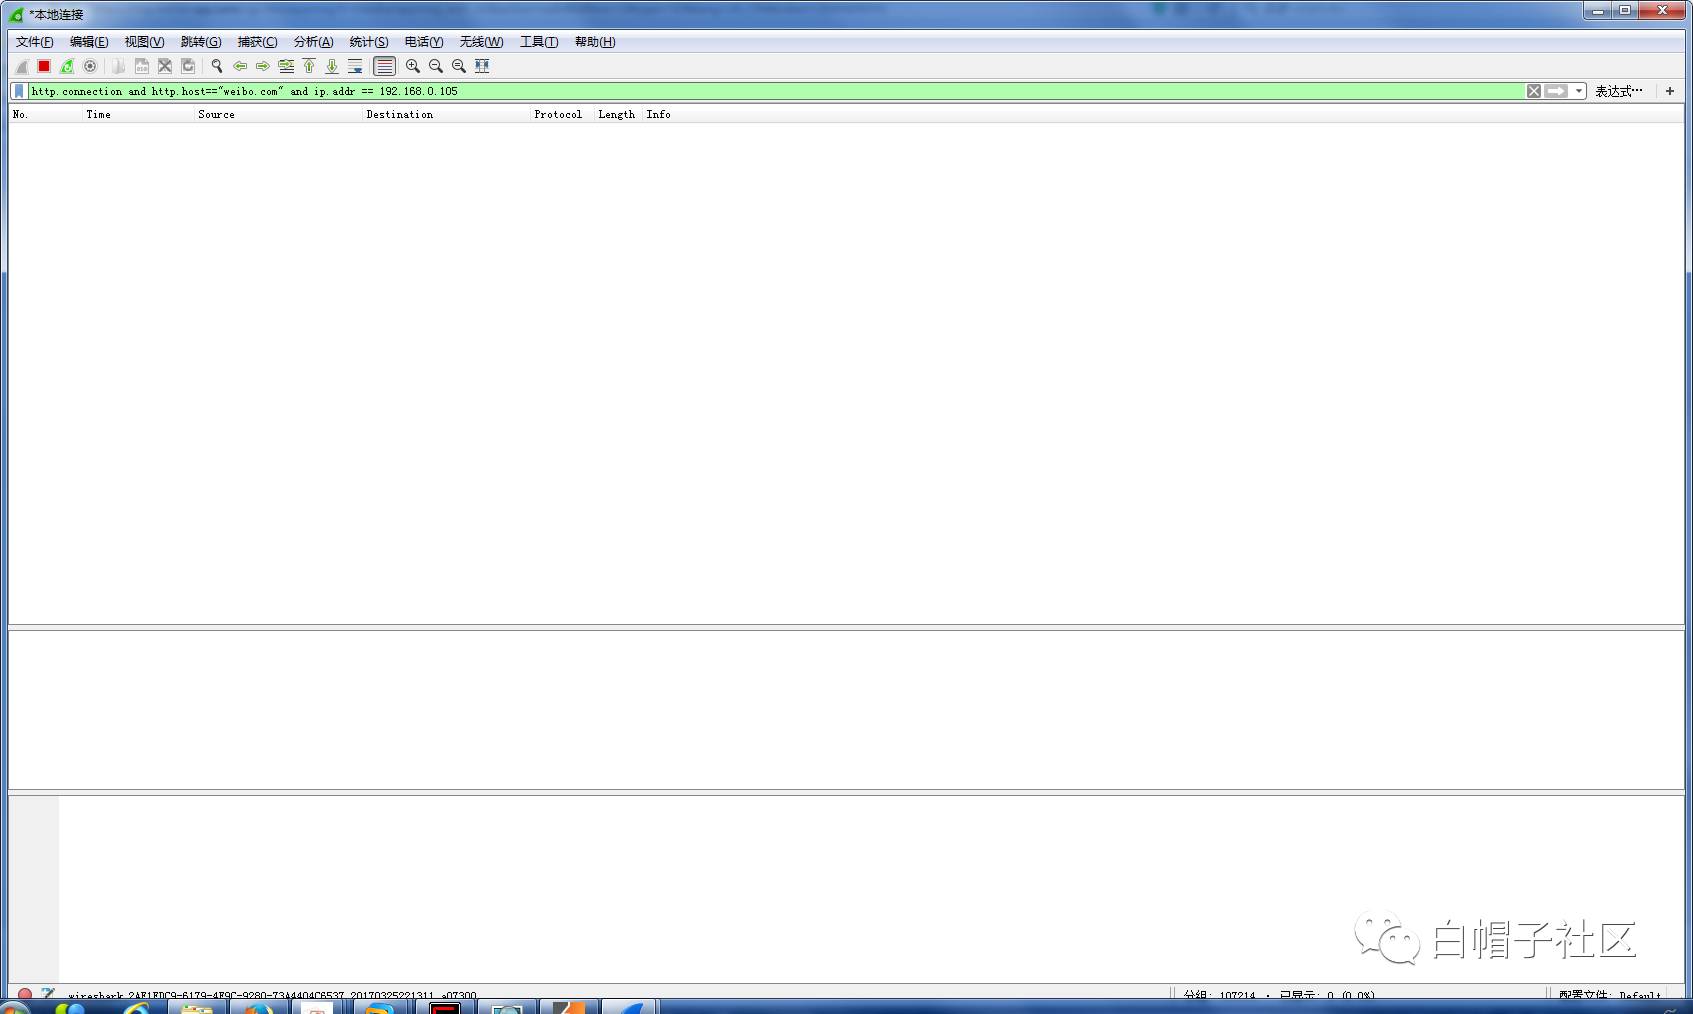 *本地连接
文件(F) 编辑(E) 视图(V) 跳转(G) 捕获(C) 分析(A) 统计(S) 电话(Y) 无线(W) 工具(T) 帮助(H)
http.connection and http.host=="weibo.com" and ip.addr == 192.168.0.105 表达式… +
No. Time Source Destination Protocol Length Info
白帽子社区
wireshark_2AE1EDC9-6179-4F9C-9280-73A4404C6537_20170325221311_a07300 分组: 107214 · 已显示: 0 (0.0%) 配置文件: Default